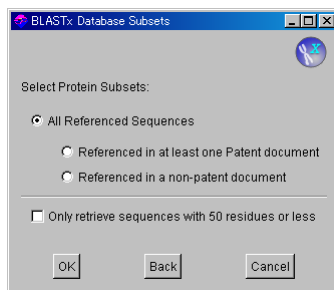 BLASTx Database Subsets
X
Select Protein Subsets:
All Referenced Sequences
Referenced in at least one Patent document
Referenced in a non-patent document
Only retrieve sequences with 50 residues or less
OK Back Cancel